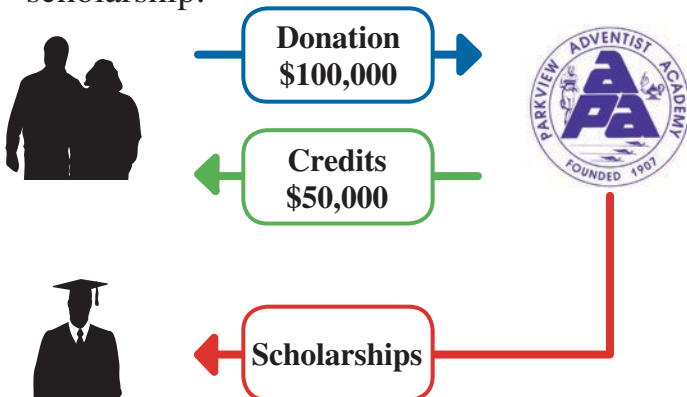 scholarship.
Donation
$100,000
PARKVIEW ADVENTIST ACADEMY
apa
FOUNDED 1907
Credits
$50,000
Scholarships